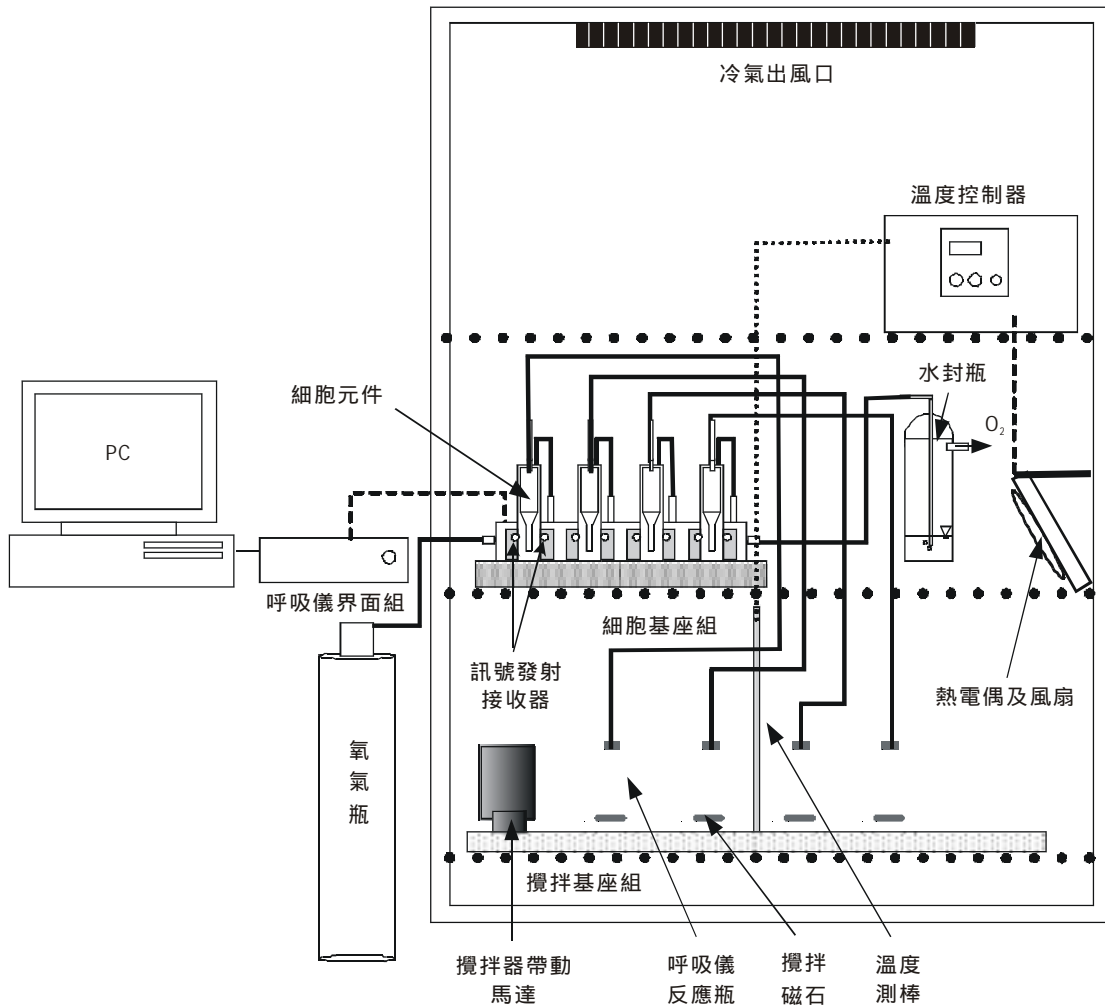 冷氣出風口
溫度控制器
水封瓶
細胞元件
O₂
PC
呼吸儀界面組
細胞基座組
訊號發射
接收器
熱電偶及風扇
氧
氣
瓶
攪拌基座組
攪拌器帶動
馬達
呼吸儀
反應瓶
攪拌
磁石
溫度
測棒